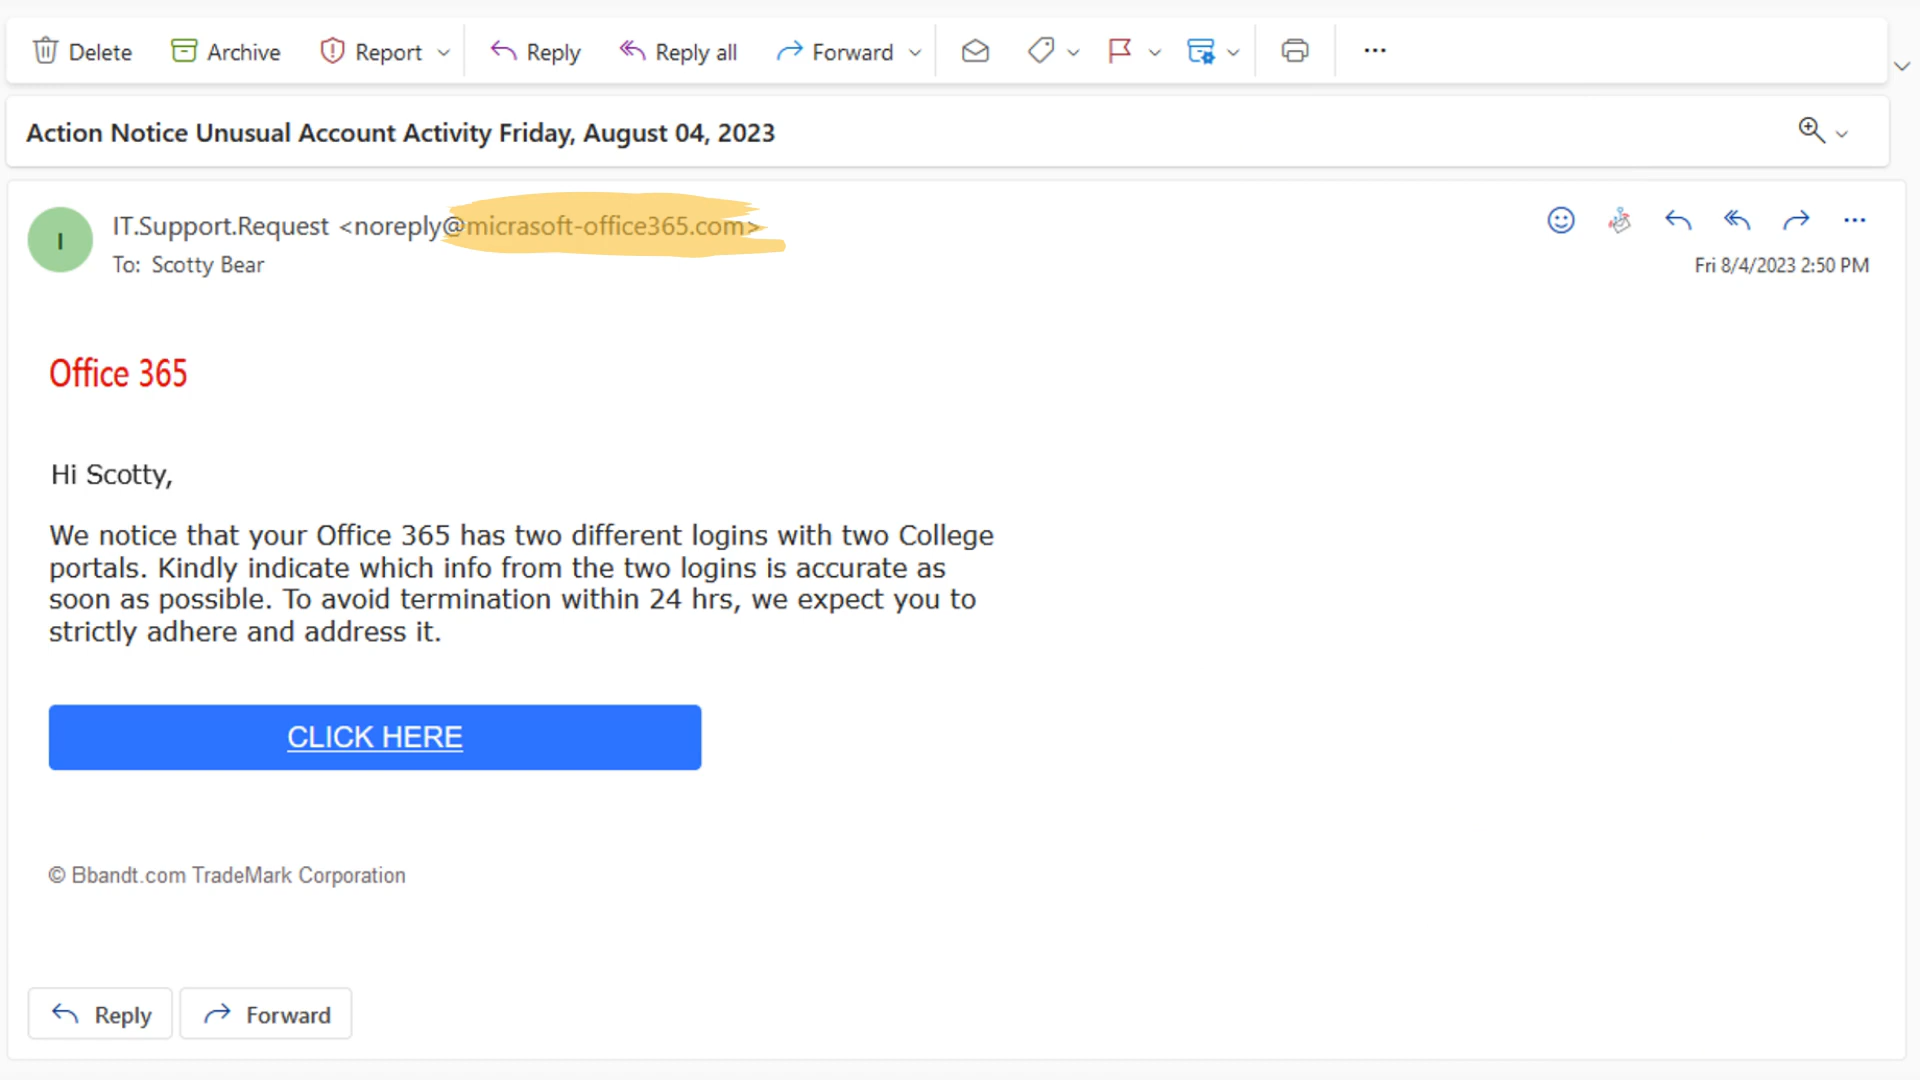 Delete Archive Report Reply Reply all Forward
Action Notice Unusual Account Activity Friday, August 04, 2023
I
IT.Support.Request <noreply@micrasoft-office365.com>
To: Scotty Bear
Fri 8/4/2023 2:50 PM
Office 365
Hi Scotty,
We notice that your Office 365 has two different logins with two College
portals. Kindly indicate which info from the two logins is accurate as
soon as possible. To avoid termination within 24 hrs, we expect you to
strictly adhere and address it.
CLICK HERE
© Bbandt.com TradeMark Corporation
Reply Forward